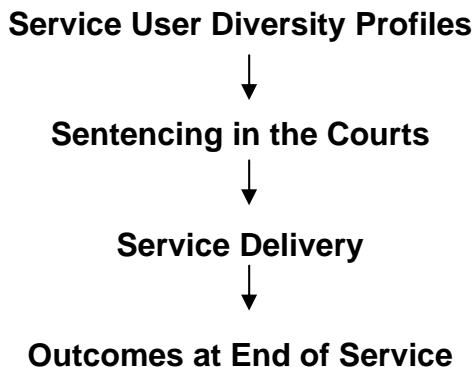 Service User Diversity Profiles
Sentencing in the Courts
Service Delivery
Outcomes at End of Service